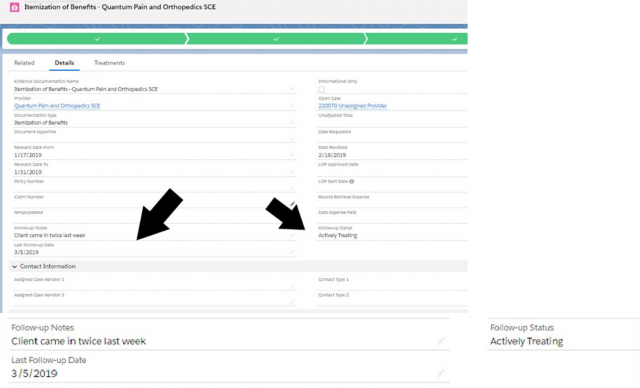 Itemization of Benefits - Quantum Pain and Orthopedics SCE
Related Details Treatments
Evidence Documentation Name
Itemization of Benefits - Quantum Pain and Orthopedics SCE
Informational Only
Provider
Quantum Pain and Orthopedics SCE
Open Case
220070 Unassigned Provider
Documentation Type
Itemization of Benefits
Unadjusted Total
Document Hyperlink
Date Requested
Relevant Date From
1/17/2019
Date Received
2/18/2019
Relevant Date To
1/31/2019
LOP Approved Date
Policy Number
LOP Sent Date
Claim Number
Record Retrieval Expense
tempUpdated
Date Expense Paid
Follow-up Notes
Client came in twice last week
Follow-up Status
Actively Treating
Last Follow-up Date
3/5/2019
Contact Information
Assigned Case Handler 1
Contact Type 1
Assigned Case Handler 2
Contact Type 2
Follow-up Notes
Client came in twice last week
Follow-up Status
Actively Treating
Last Follow-up Date
3/5/2019